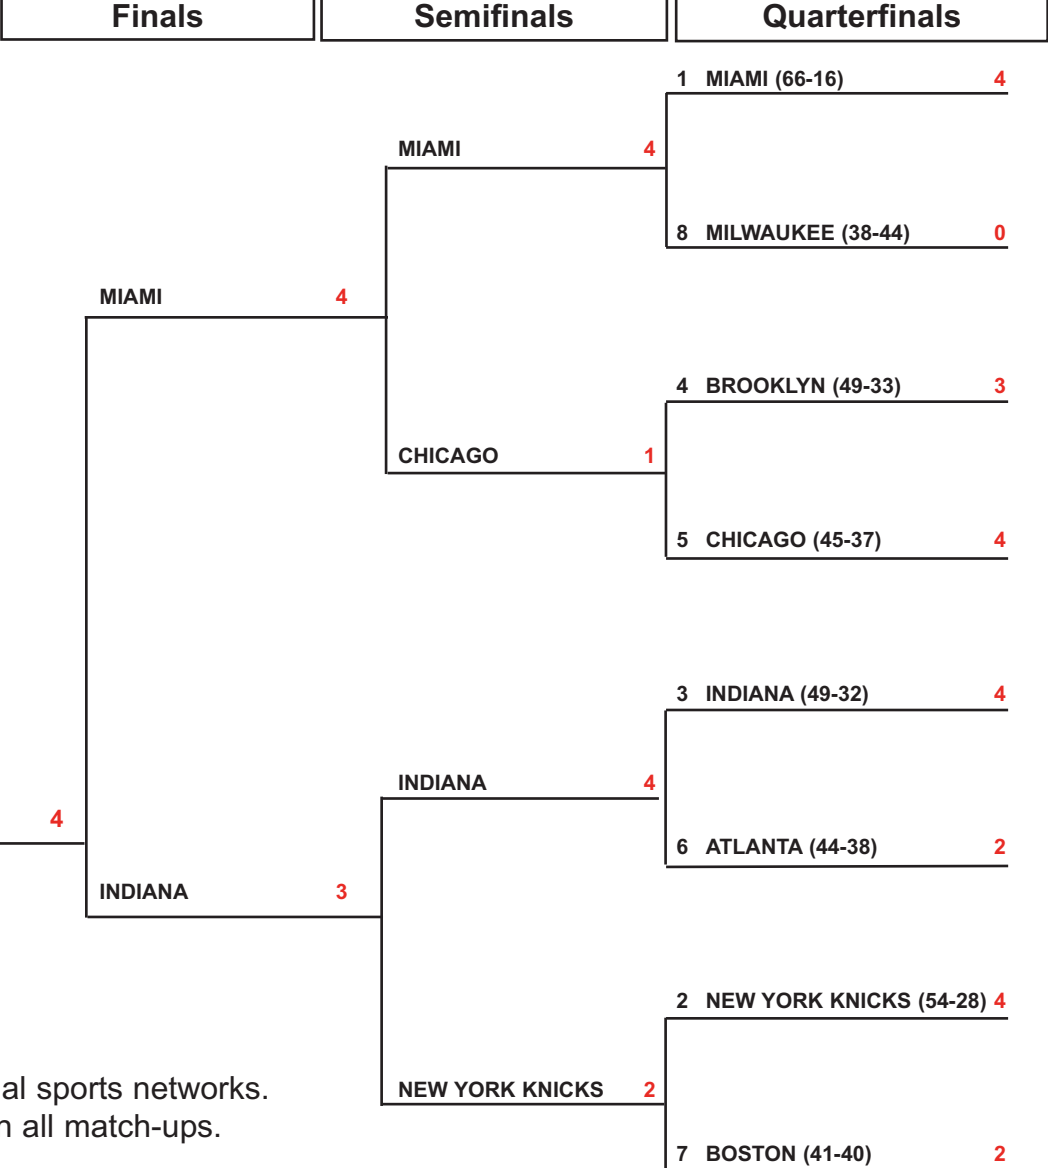 Finals Semifinals Quarterfinals
1 MIAMI (66-16) 4
MIAMI 4
8 MILWAUKEE (38-44) 0
MIAMI 4
4 BROOKLYN (49-33) 3
CHICAGO 1
5 CHICAGO (45-37) 4
3 INDIANA (49-32) 4
INDIANA 4
4
6 ATLANTA (44-38) 2
INDIANA 3
2 NEW YORK KNICKS (54-28) 4
al sports networks.
NEW YORK KNICKS 2
n all match-ups.
7 BOSTON (41-40) 2